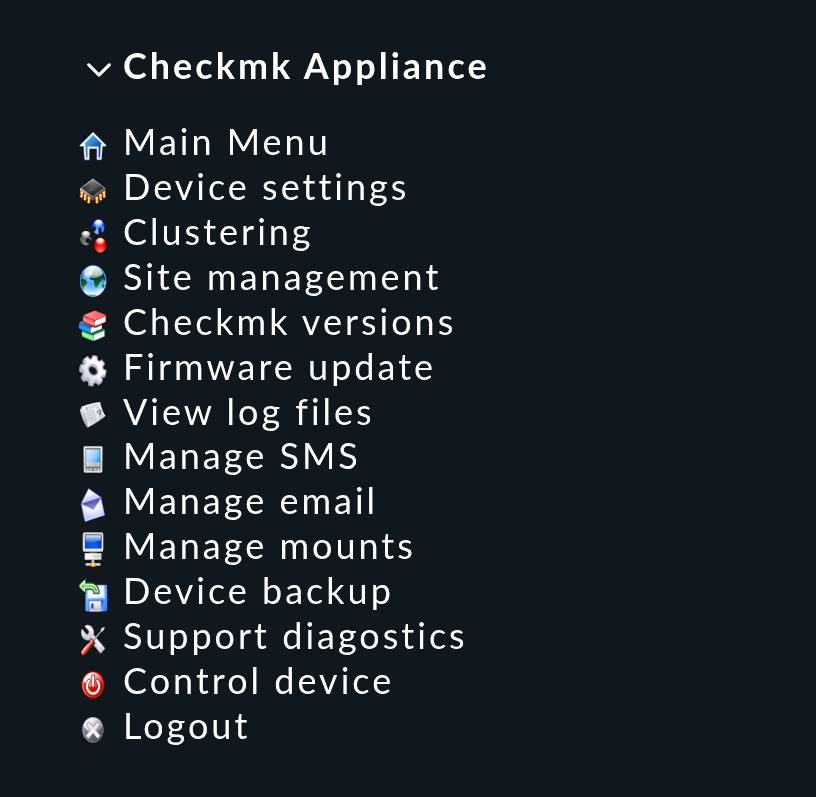 Checkmk Appliance
Main Menu
Device settings
Clustering
Site management
Checkmk versions
Firmware update
View log files
Manage SMS
Manage email
Manage mounts
Device backup
Support diagostics
Control device
Logout